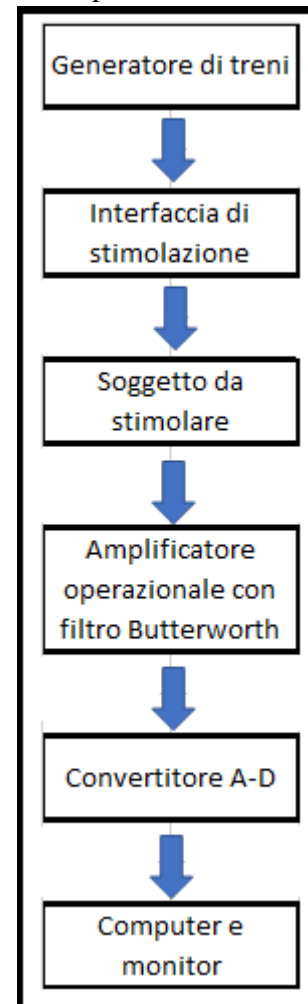 Generatore di treni
Interfaccia di
stimolazione
Soggetto da
stimolare
Amplificatore
operazionale con
filtro Butterworth
Convertitore A-D
Computer e
monitor